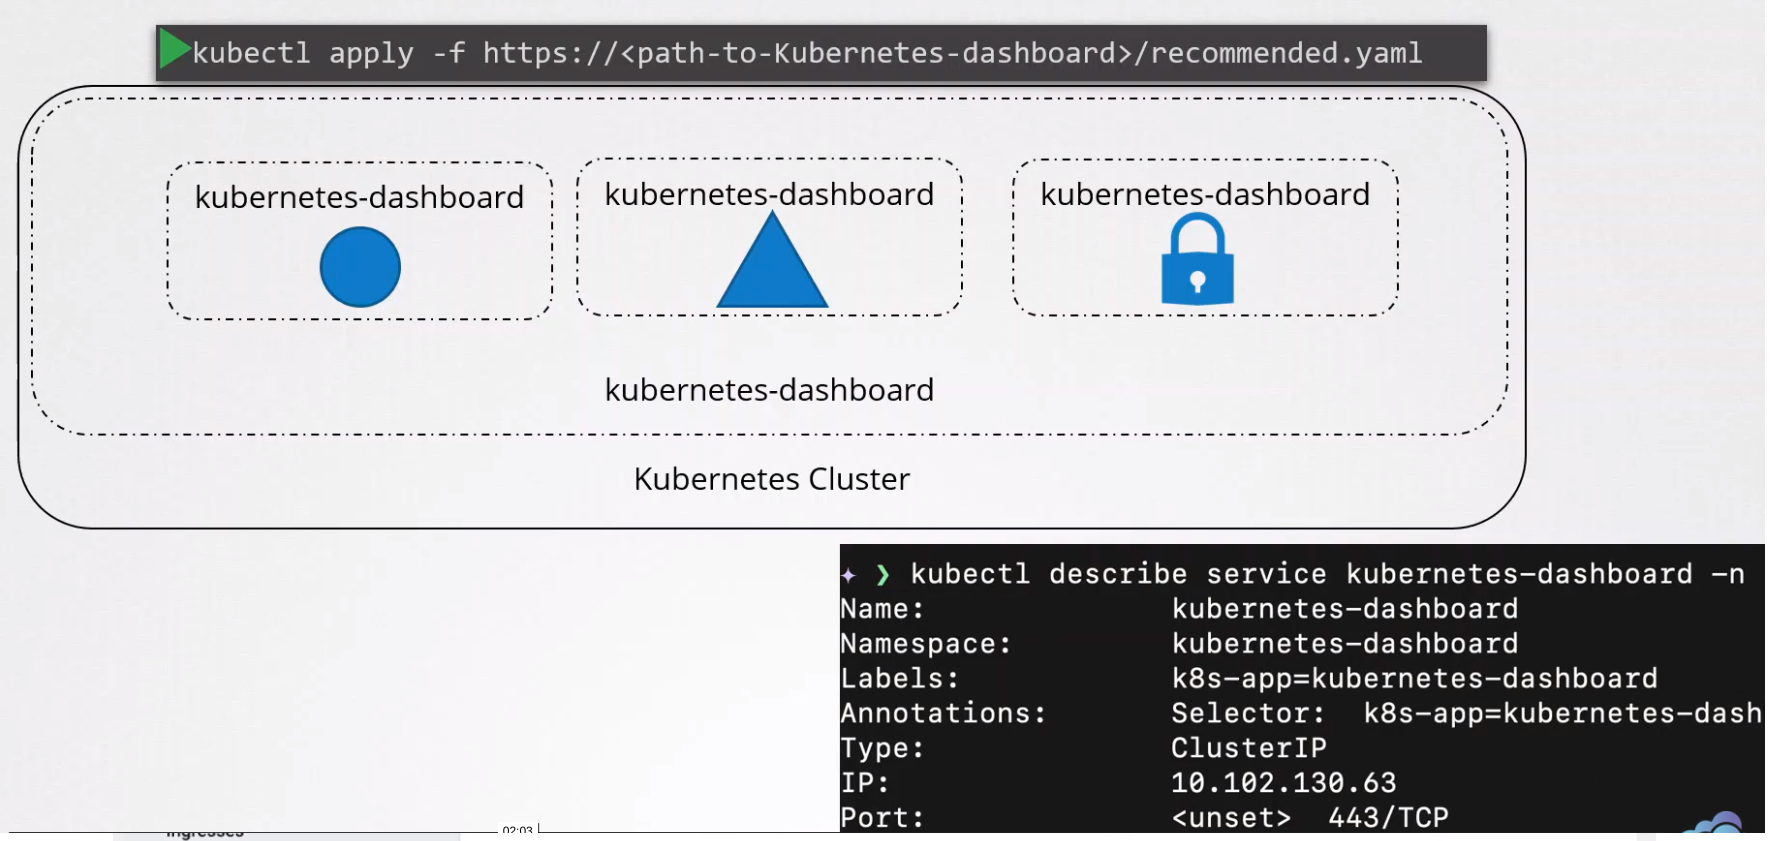 kubectl apply -f https://<path-to-Kubernetes-dashboard>/recommended.yaml
kubernetes-dashboard
kubernetes-dashboard
kubernetes-dashboard
kubernetes-dashboard
Kubernetes Cluster
✦ ❯ kubectl describe service kubernetes-dashboard -n
Name: kubernetes-dashboard
Namespace: kubernetes-dashboard
Labels: k8s-app=kubernetes-dashboard
Annotations: Selector: k8s-app=kubernetes-dash
Type: ClusterIP
IP: 10.102.130.63
Port: <unset> 443/TCP
Ingresses
02:03